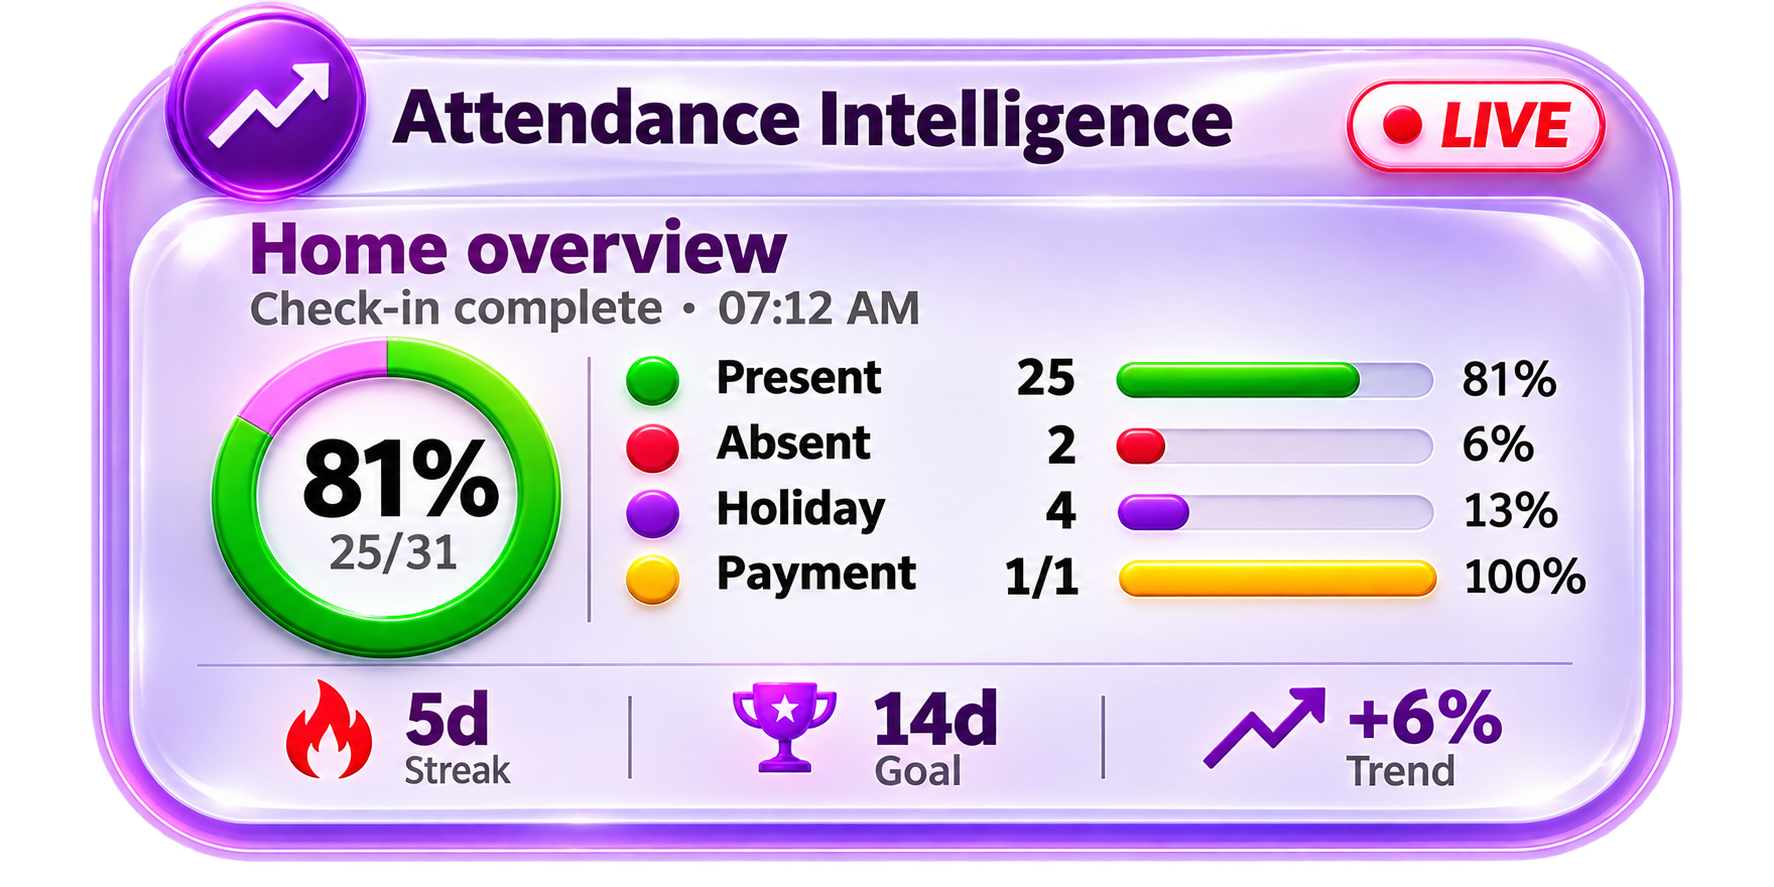 Attendance Intelligence
LIVE
Home overview
Check-in complete • 07:12 AM
81%
25/31
Present 25 81%
Absent 2 6%
Holiday 4 13%
Payment 1/1 100%
5d
Streak
14d
Goal
+6%
Trend